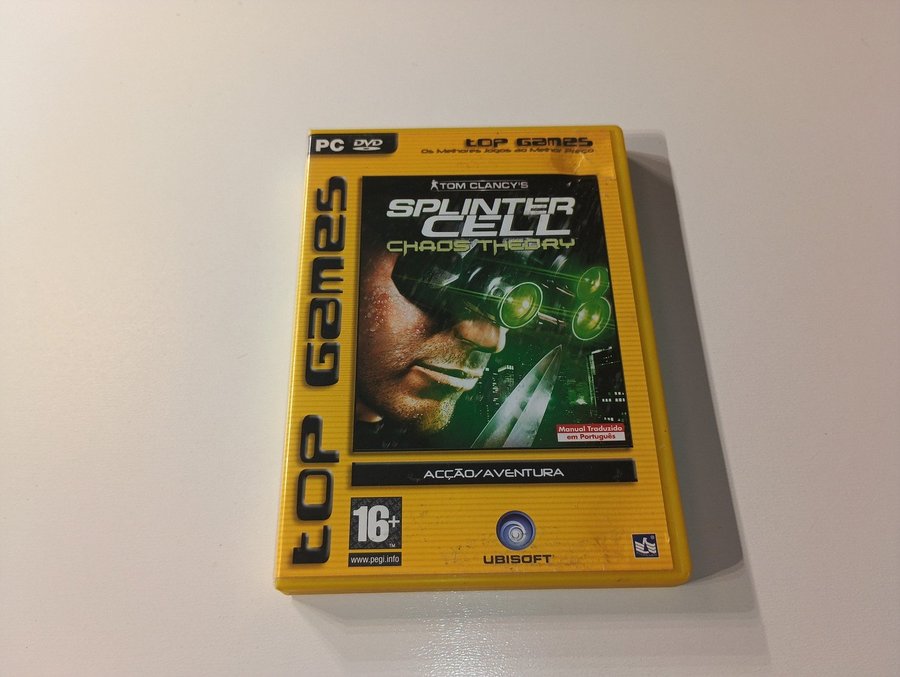 PC DVD
top games
Os Melhores Jogos ao Melhor Preço
top games
TOM CLANCY'S
SPLINTER
CELL
CHAOS THEORY
Manual Traduzido
em Português
ACÇÃO/AVENTURA
16+
TM
www.pegi.info
UBISOFT